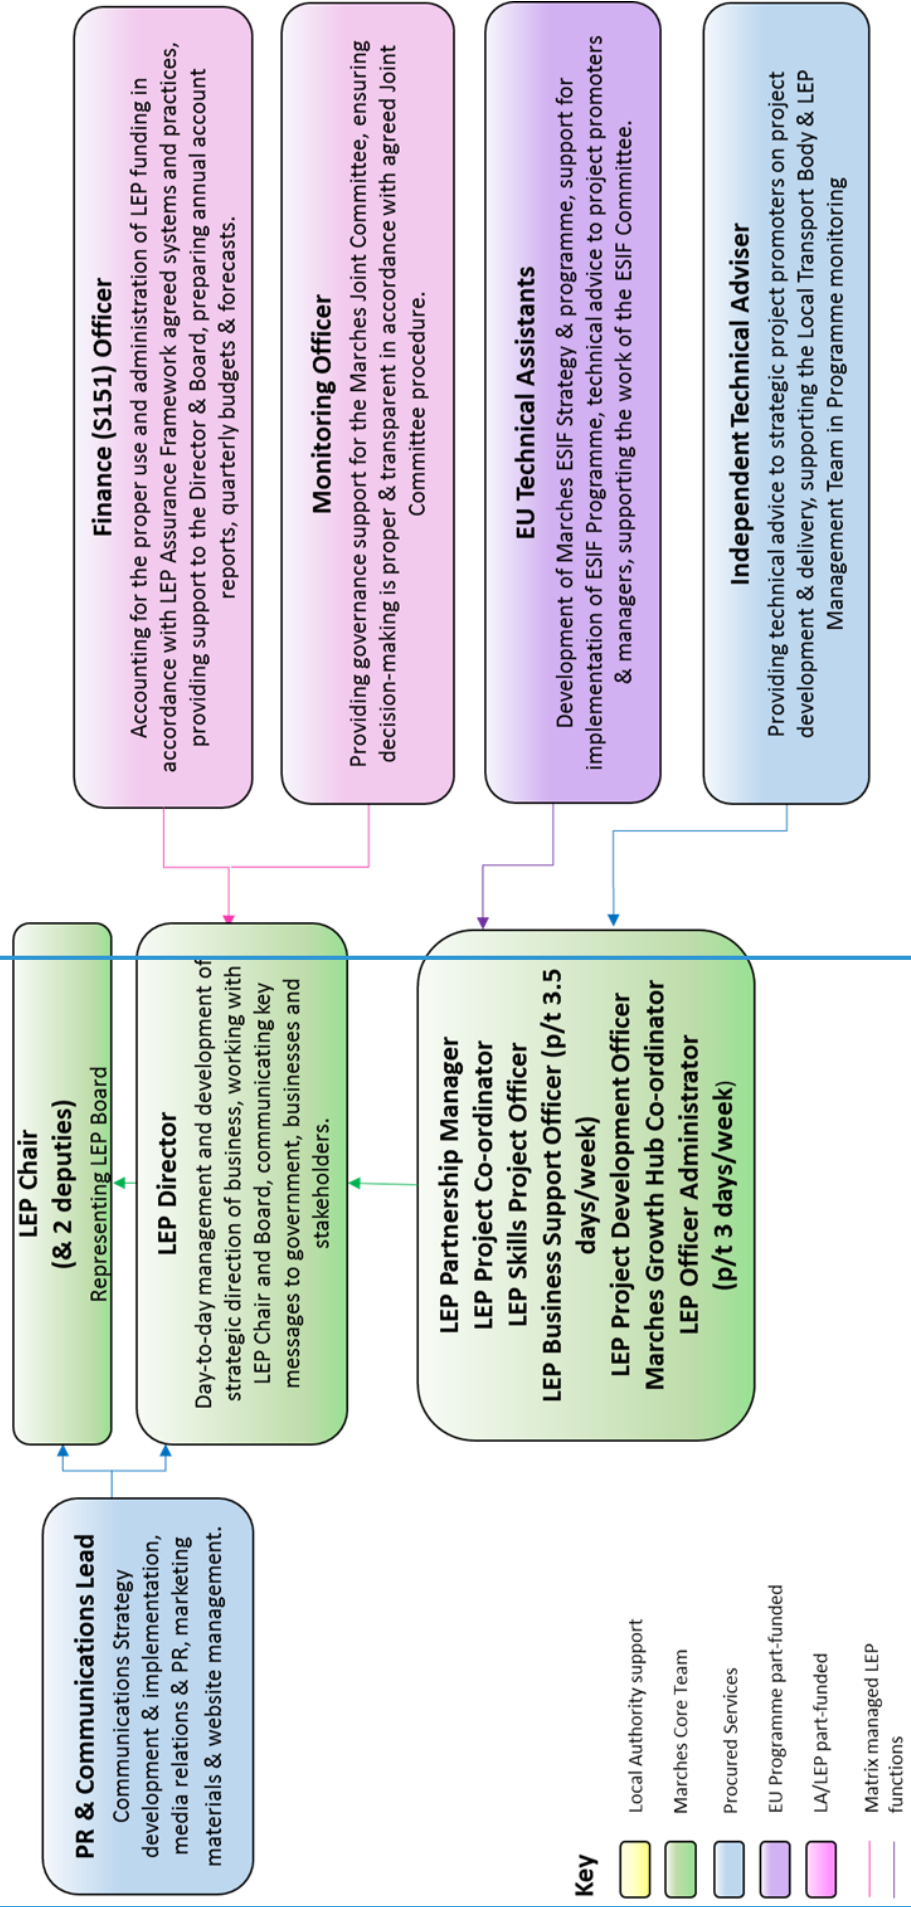 LEP Chair
(& 2 deputies)
Representing LEP Board
PR & Communications Lead
Communications Strategy
development & implementation,
media relations & PR, marketing
materials & website management.
LEP Director
Day-to-day management and development of
strategic direction of business, working with
LEP Chair and Board, communicating key
messages to government, businesses and
stakeholders.
Finance (S151) Officer
Accounting for the proper use and administration of LEP funding in
accordance with LEP Assurance Framework agreed systems and practices,
providing support to the Director & Board, preparing annual account
reports, quarterly budgets & forecasts.
Monitoring Officer
Providing governance support for the Marches Joint Committee, ensuring
decision-making is proper & transparent in accordance with agreed Joint
Committee procedure.
LEP Partnership Manager
LEP Project Co-ordinator
LEP Skills Project Officer
LEP Business Support Officer (p/t 3.5
days/week)
LEP Project Development Officer
Marches Growth Hub Co-ordinator
LEP Officer Administrator
(p/t 3 days/week)
EU Technical Assistants
Development of Marches ESIF Strategy & programme, support for
implementation of ESIF Programme, technical advice to project promoters
& managers, supporting the work of the ESIF Committee.
Independent Technical Adviser
Providing technical advice to strategic project promoters on project
development & delivery, supporting the Local Transport Body & LEP
Management Team in Programme monitoring
Key
Local Authority support
Marches Core Team
Procured Services
EU Programme part-funded
LA/LEP part-funded
Matrix managed LEP
functions